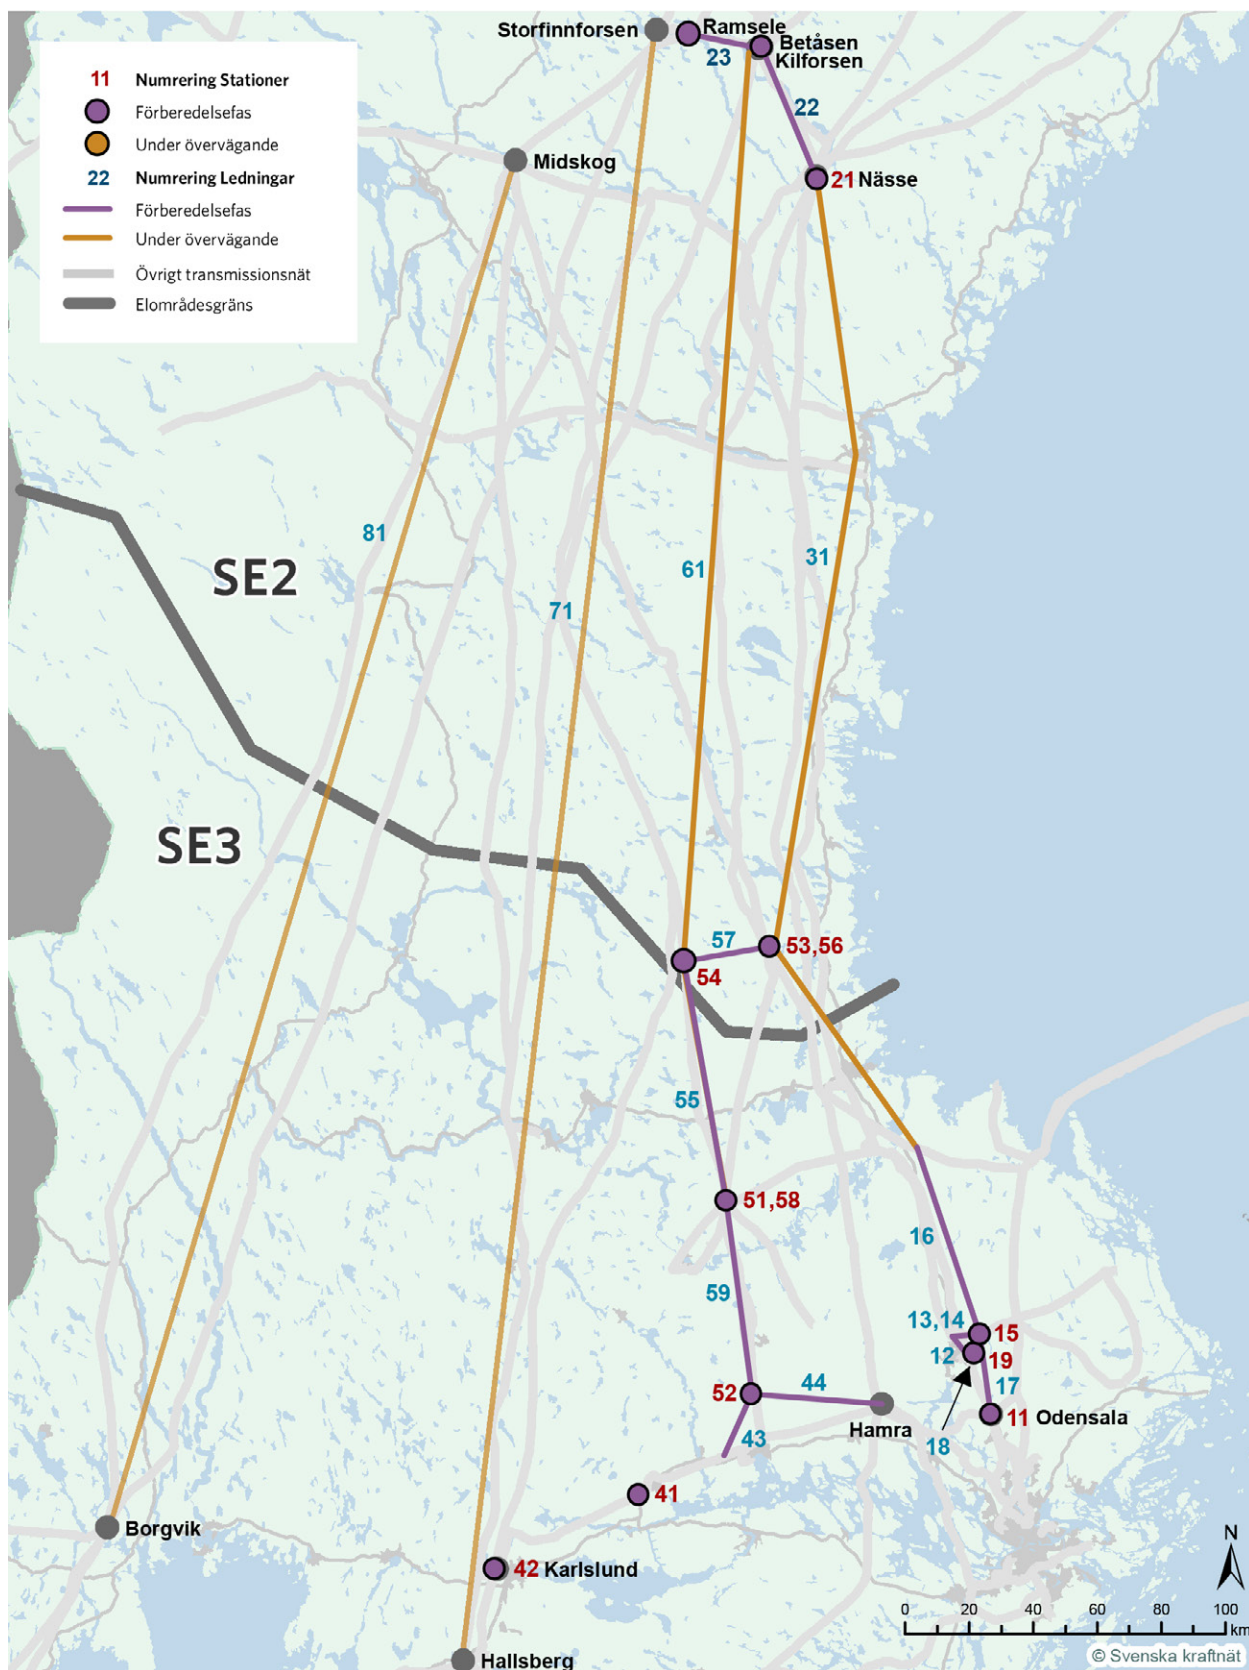 Storfinnforsen
Ramsele
Betåsen
Kilforsen
23
11 Numrering Stationer
Förberedelsefas
Under övervägande
22 Numrering Ledningar
Förberedelsefas
Under övervägande
Övrigt transmissionsnät
Elområdesgräns
22
Midskog
21 Nässe
81
SE2
61
31
71
SE3
57
53,56
54
55
51,58
16
59
13,14
15
12
19
17
52
44
11 Odensala
Hamra
43
18
41
Borgvik
42 Karlslund
N
0 20 40 60 80 100
km
Hallsberg
© Svenska kraftnät